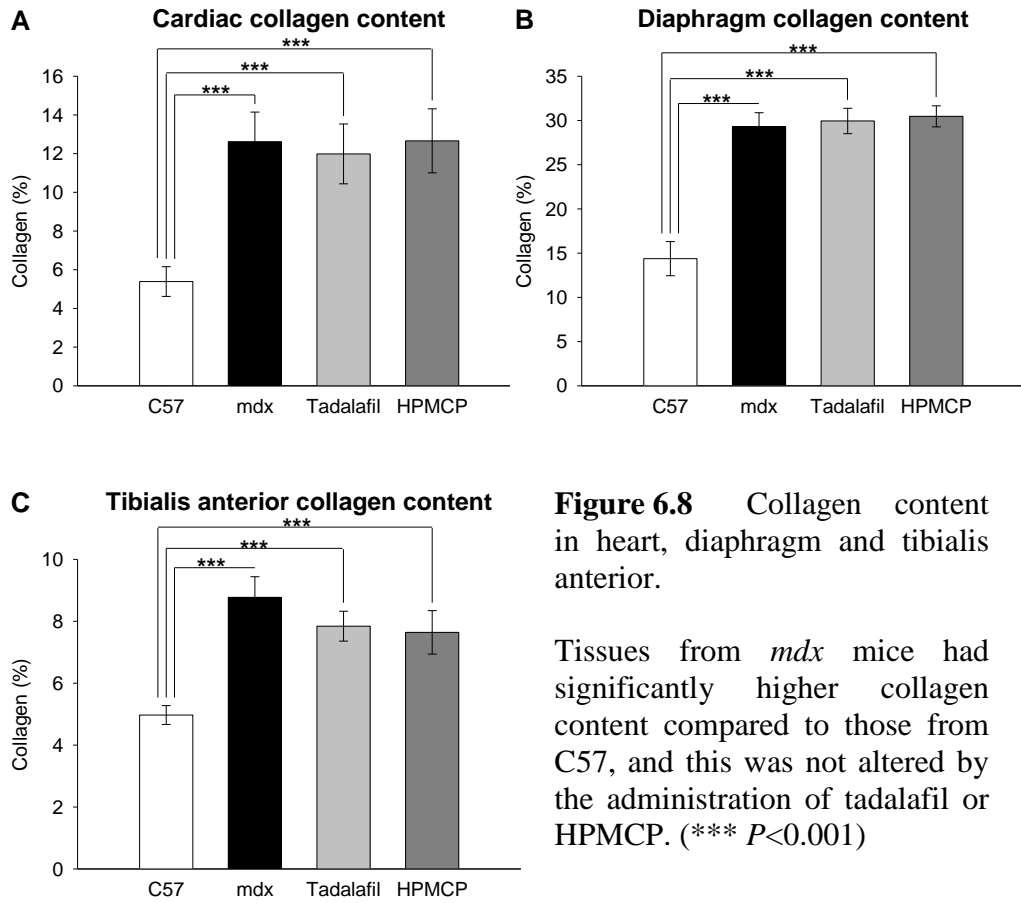 A
Cardiac collagen content
***
***
***
16
14
12
10
8
6
4
2
0
Collagen (%)
C57 mdx Tadalafil HPMCP
B
Diaphragm collagen content
***
***
***
35
30
25
20
15
10
5
0
Collagen (%)
C57 mdx Tadalafil HPMCP
C
Tibialis anterior collagen content
***
***
***
10
8
6
4
2
0
Collagen (%)
C57 mdx Tadalafil HPMCP
Figure 6.8 Collagen content
in heart, diaphragm and tibialis
anterior.
Tissues from mdx mice had
significantly higher collagen
content compared to those from
C57, and this was not altered by
the administration of tadalafil or
HPMCP. (*** P<0.001)